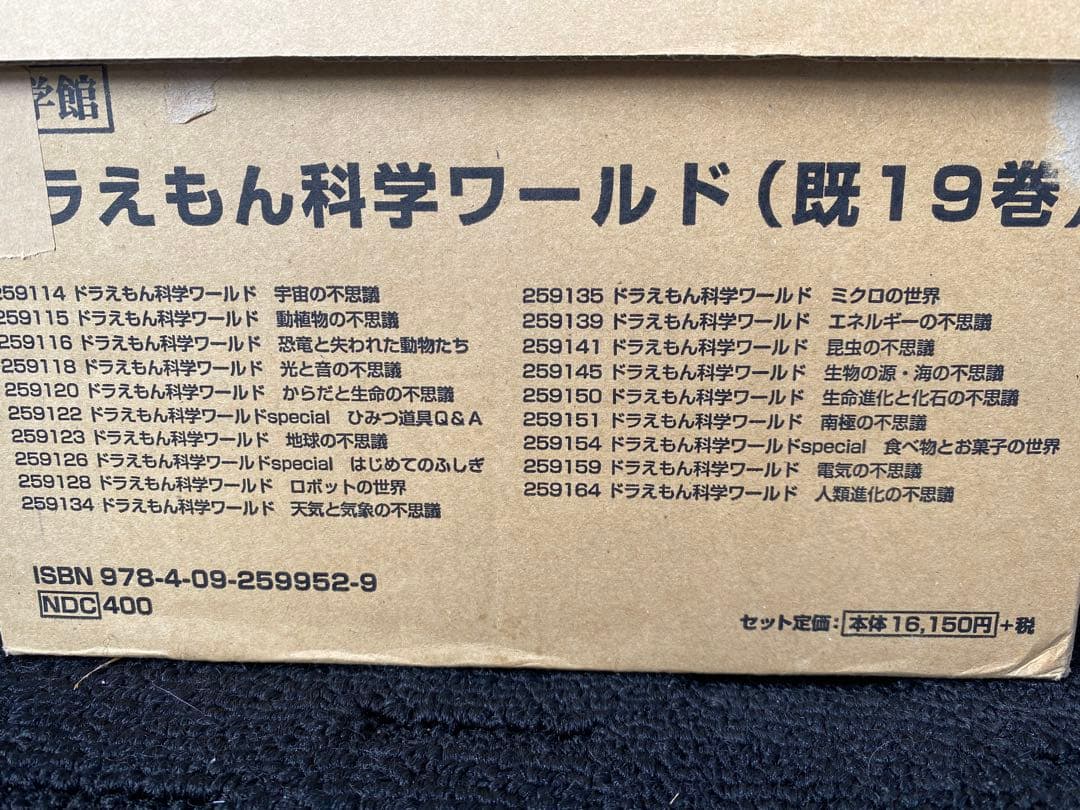 学館
ラえもん科学ワールド(既19巻)
259114 ドラえもん科学ワールド 宇宙の不思議
259115 ドラえもん科学ワールド 動植物の不思議
259116 ドラえもん科学ワールド 恐竜と失われた動物たち
259118 ドラえもん科学ワールド 光と音の不思議
259120 ドラえもん科学ワールド からだと生命の不思議
259122 ドラえもん科学ワールドspecial ひみつ道具Q&A
259123 ドラえもん科学ワールド 地球の不思議
259126 ドラえもん科学ワールドspecial はじめてのふしぎ
259128 ドラえもん科学ワールド ロボットの世界
259134 ドラえもん科学ワールド 天気と気象の不思議
259135 ドラえもん科学ワールド ミクロの世界
259139 ドラえもん科学ワールド エネルギーの不思議
259141 ドラえもん科学ワールド 昆虫の不思議
259145 ドラえもん科学ワールド 生物の源・海の不思議
259150 ドラえもん科学ワールド 生命進化と化石の不思議
259151 ドラえもん科学ワールド 南極の不思議
259154 ドラえもん科学ワールドspecial 食べ物とお菓子の世界
259159 ドラえもん科学ワールド 電気の不思議
259164 ドラえもん科学ワールド 人類進化の不思議
ISBN 978-4-09-259952-9
NDC 400
セット定価:本体16,150円+税